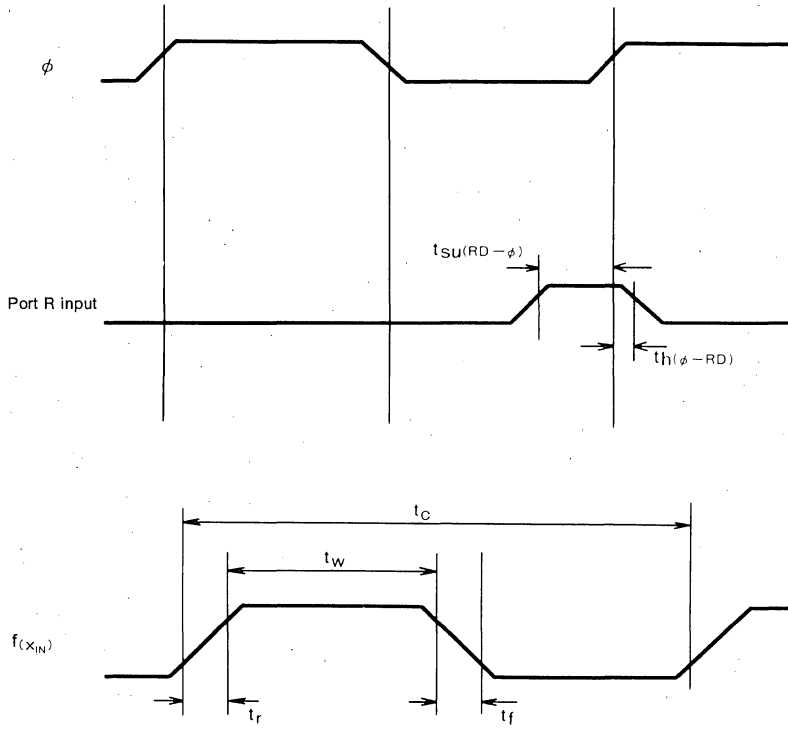 φ
tsu(RD−φ)
Port R input
th(φ−RD)
tC
tw
f(XIN)
tr
tf